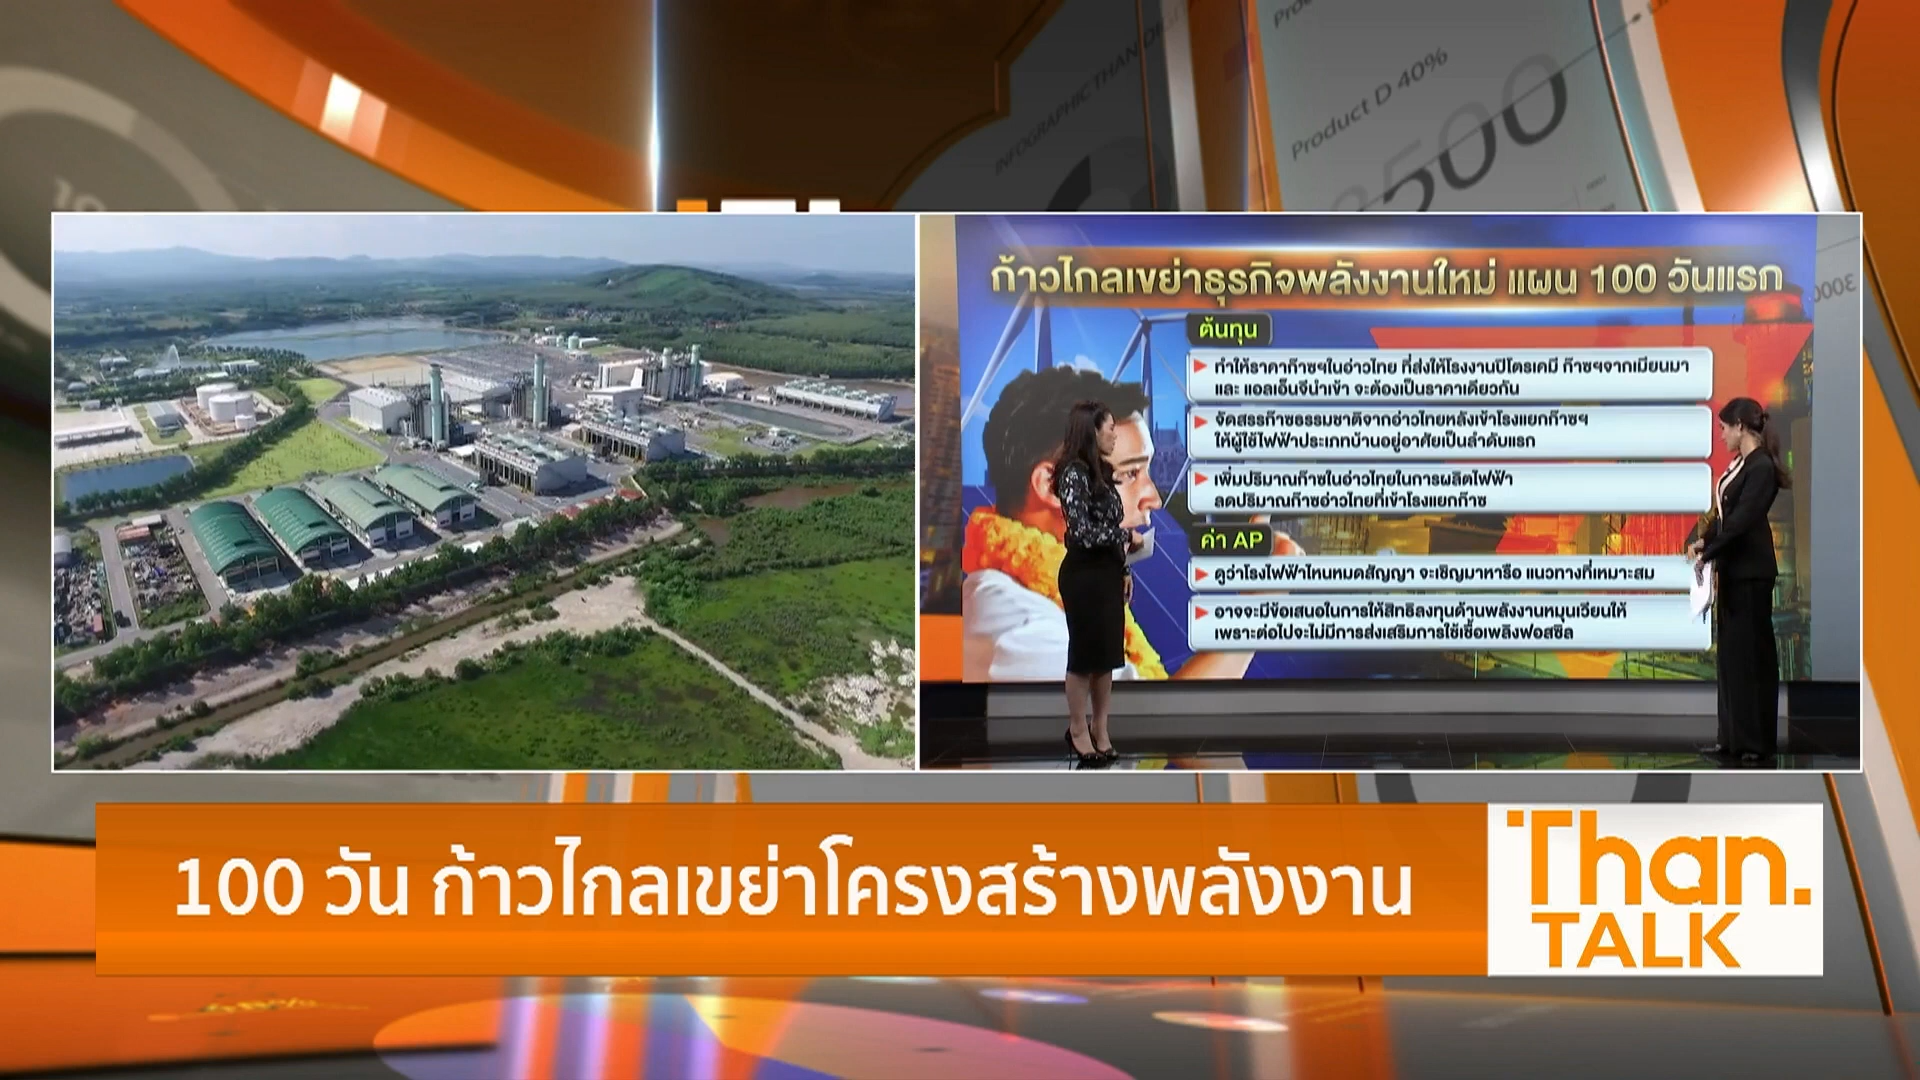 INFOGRAPHIC THAN DIGIT
Product D 40%
3500
ก้าวไกลเขย่าธุรกิจพลังงานใหม่ แผน 100 วันแรก
3000
ต้นทุน
ทำให้ราคาก๊าซฯในอ่าวไทย ที่ส่งให้โรงงานปิโตรเคมี ก๊าซฯจากเมียนมา
และ แอลเอ็นจีนำเข้า จะต้องเป็นราคาเดียวกัน
จัดสรรก๊าซธรรมชาติจากอ่าวไทยหลังเข้าโรงแยกก๊าซฯ
ให้ผู้ใช้ไฟฟ้าประเภทบ้านอยู่อาศัยเป็นลำดับแรก
เพิ่มปริมาณก๊าซในอ่าวไทยในการผลิตไฟฟ้า
ลดปริมาณก๊าซอ่าวไทยที่เข้าโรงแยกก๊าซ
ค่า AP
ดูว่าโรงไฟฟ้าไหนหมดสัญญา จะเชิญมาหารือ แนวทางที่เหมาะสม
อาจจะมีข้อเสนอในการให้สิทธิลงทุนด้านพลังงานหมุนเวียนให้
เพราะต่อไปจะไม่มีการส่งเสริมการใช้เชื้อเพลิงฟอสซิล
100 วัน ก้าวไกลเขย่าโครงสร้างพลังงาน
Than.
TALK